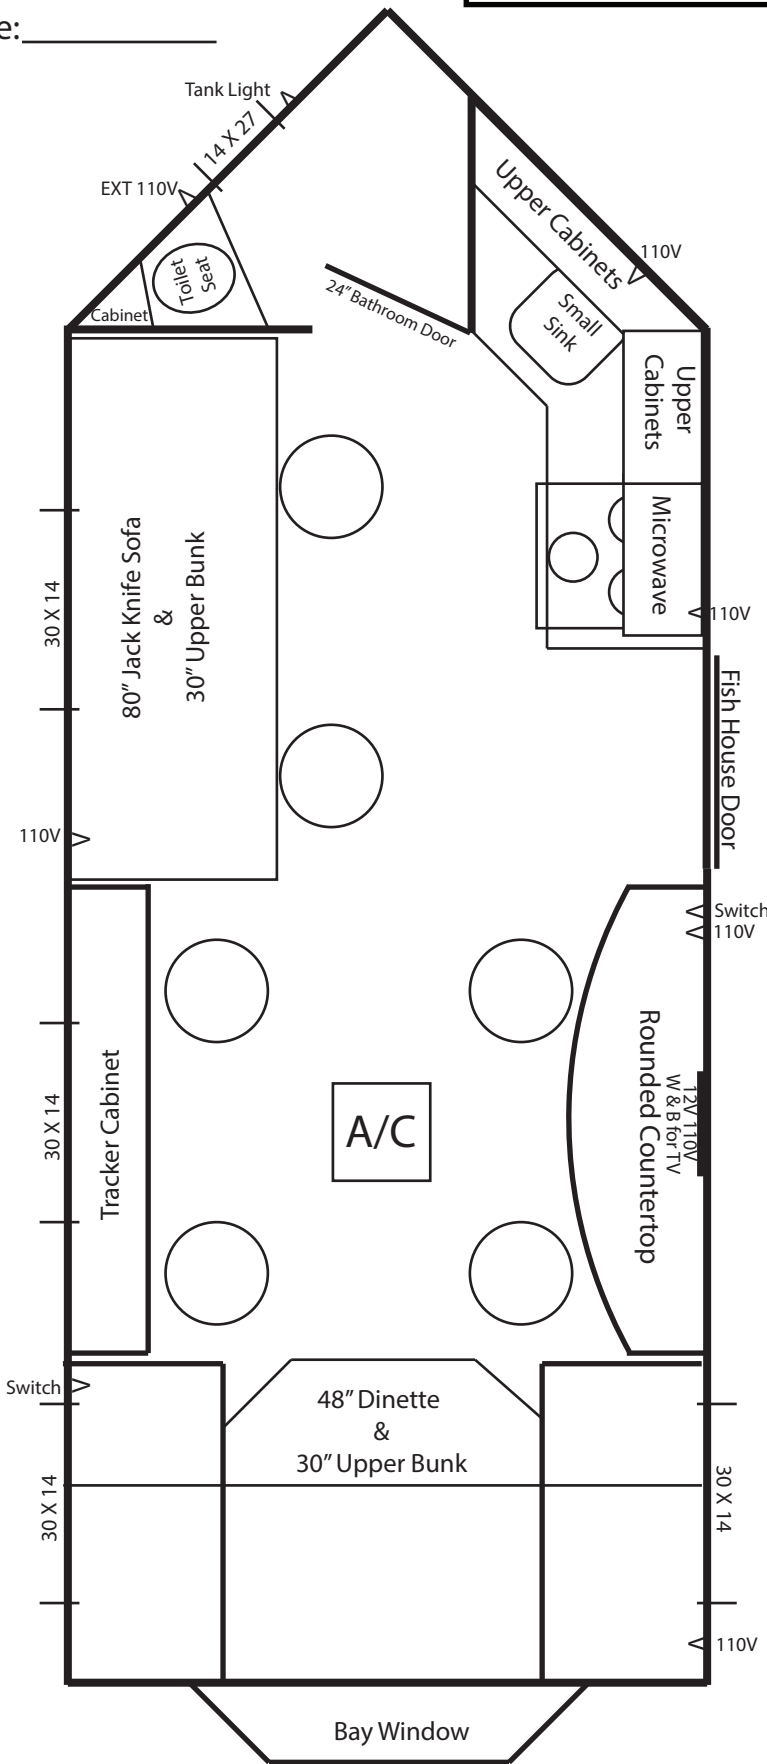 e:
Tank Light
14 X 27
EXT 110V
Upper Cabinets
110V
Toilet
Seat
Cabinet
24" Bathroom Door
Small
Sink
Upper
Cabinets
Microwave
110V
80" Jack Knife Sofa
&
30" Upper Bunk
30 X 14
Fish House Door
110V
Switch
110V
Tracker Cabinet
30 X 14
A/C
12V 110V
W & B for TV
Rounded Countertop
Switch
48" Dinette
&
30" Upper Bunk
30 X 14
30 X 14
110V
Bay Window